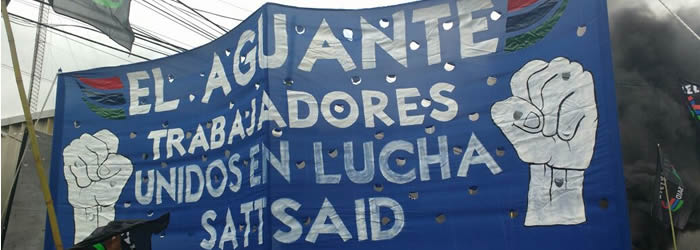 EL AGUANTE
TRABAJADORES
UNIDOS EN LUCHA
SATTSAID